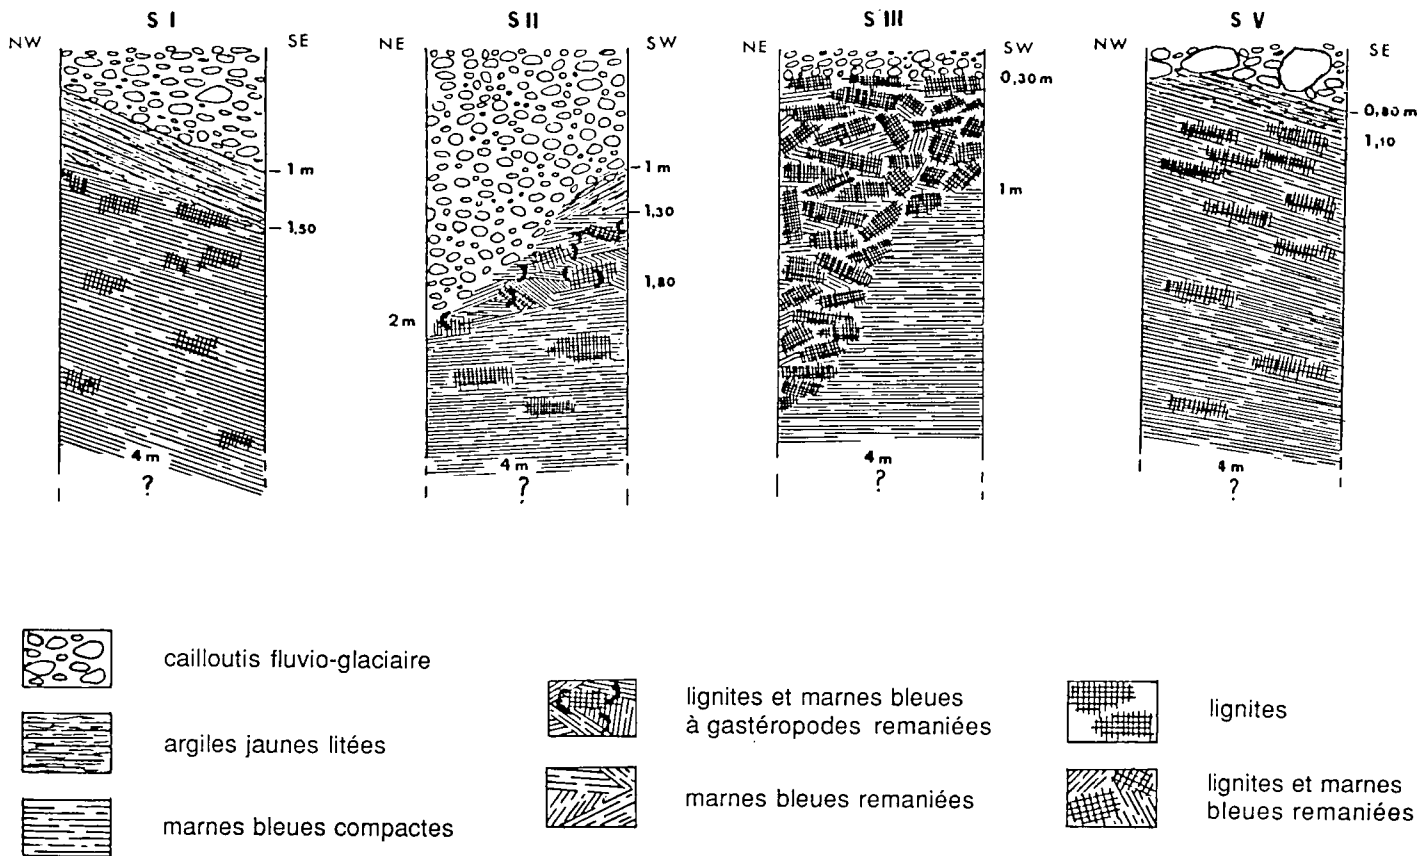 S I
S II
S III
S V
NW
SE
NE
SW
NE
SW
NW
SE
1 m
1,50
4 m
?
1 m
1,30
1,80
2 m
4 m
?
0,30 m
1 m
4 m
?
0,80 m
1,10
4 m
?
cailloutis fluvio-glaciaire
argiles jaunes litées
marnes bleues compactes
lignites et marnes bleues
à gastéropodes remaniées
marnes bleues remaniées
lignites
lignites et marnes
bleues remaniées